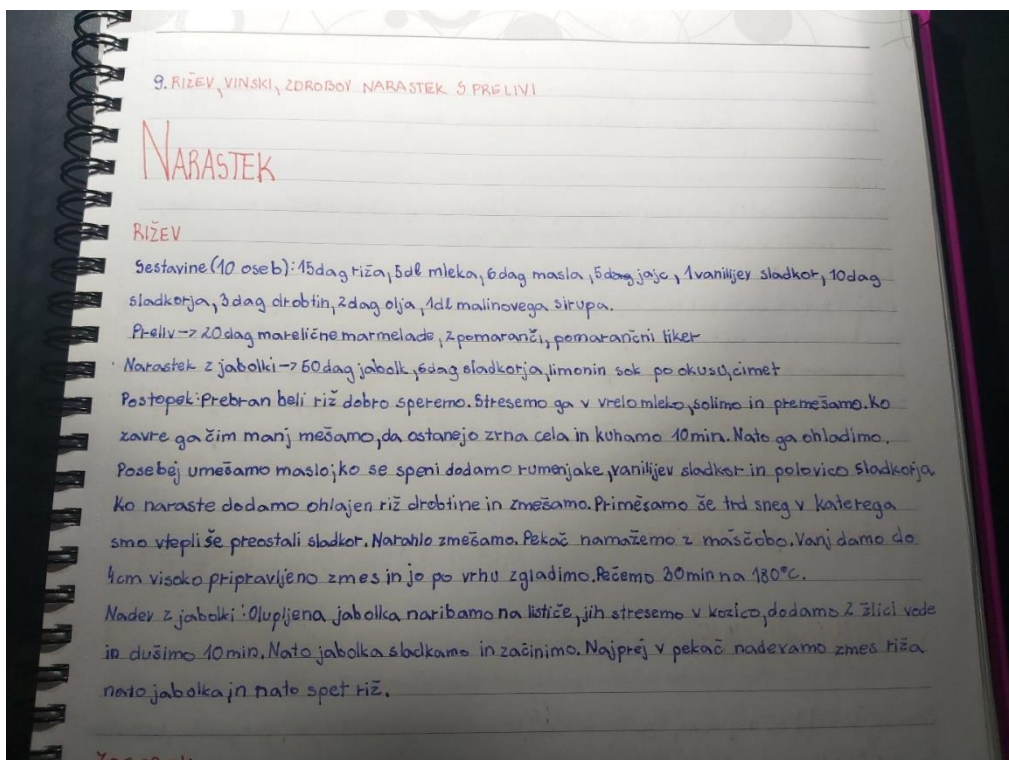 9. RIŽEV, VINSKI, ZDROBOV NARASTEK S PRELIVI
NARASTEK
RIŽEV
Sestavine (10 oseb): 15dag riža, 5dl mleka, 6dag masla, 5 jajc, 1 vanilijev sladkor, 10dag
sladkorja, 3dag drobtin, 2dag olja, 1dl malinovega sirupa.
Preliv -> 20dag marelične marmelade, 2 pomaranči, pomarančni liker
Narastek z jabolki -> 50dag jabolk, 6dag sladkorja, limonin sok po okusu, cimet
Postopek: Prebran beli riž dobro speremo. Stresemo ga v vrelo mleko, solimo in premešamo. Ko
zavre ga čim manj mešamo, da ostanejo zrna cela in kuhamo 10min. Nato ga ohladimo.
Posebej umešamo maslo; ko se speni dodamo rumenjake, vanilijev sladkor in polovico sladkorja
Ko naraste dodamo ohlajen riž drobtine in zmešamo. Primešamo še trd sneg v katerega
smo vtepli še preostali sladkor. Narahlo zmešamo. Pekač namažemo z maščobo. Vanj damo do
4cm visoko pripravljeno zmes in jo po vrhu zgladimo. Pečemo 30min na 180°C.
Nadev z jabolki: Olupljena jabolka naribamo na lističe, jih stresemo v kozico, dodamo 2 žlici vode
in dušimo 10min. Nato jabolka sladkamo in začinimo. Najprej v pekač nadevamo zmes riža
nato jabolka in nato spet riž.